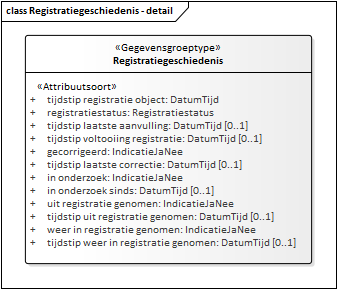 class Registratiegeschiedenis - detail
«Gegevensgroeptype»
Registratiegeschiedenis
«Attribuutsoort»
+ tijdstip registratie object: DatumTijd
+ registratiestatus: Registratiestatus
+ tijdstip laatste aanvulling: DatumTijd [0..1]
+ tijdstip voltooiing registratie: DatumTijd [0..1]
+ gecorrigeerd: IndicatieJaNee
+ tijdstip laatste correctie: DatumTijd [0..1]
+ in onderzoek: IndicatieJaNee
+ in onderzoek sinds: DatumTijd [0..1]
+ uit registratie genomen: IndicatieJaNee
+ tijdstip uit registratie genomen: DatumTijd [0..1]
+ weer in registratie genomen: IndicatieJaNee
+ tijdstip weer in registratie genomen: DatumTijd [0..1]